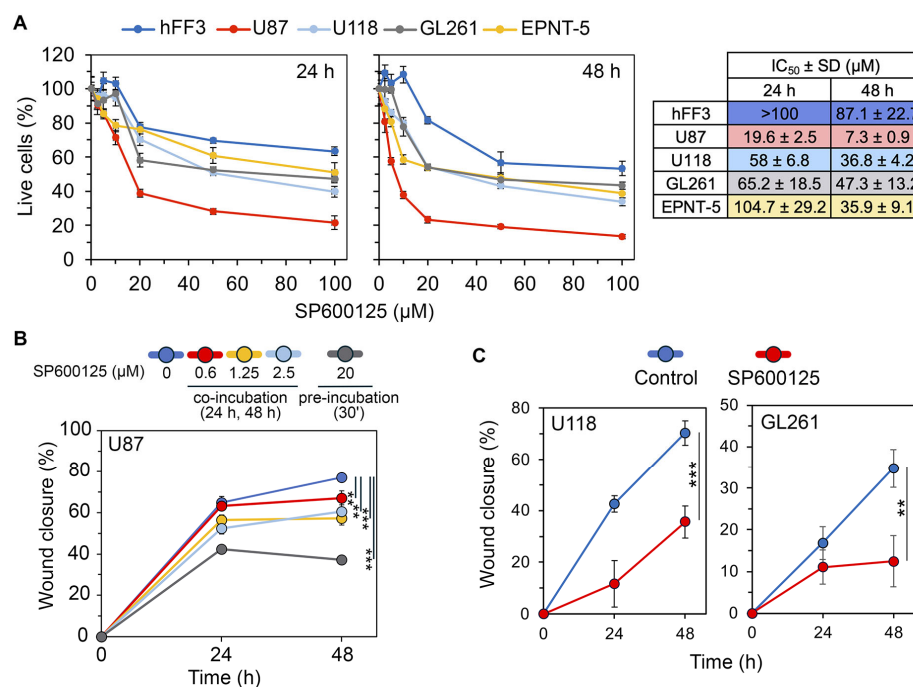 A
hFF3 U87 U118 GL261 EPNT-5
120
100
80
60
40
20
0
Live cells (%)
24 h
0 20 40 60 80 100
48 h
0 20 40 60 80 100
SP600125 (µM)
IC50 ± SD (µM)
24 h 48 h
hFF3 >100 87.1 ± 22.7
U87 19.6 ± 2.5 7.3 ± 0.9
U118 58 ± 6.8 36.8 ± 4.2
GL261 65.2 ± 18.5 47.3 ± 13.2
EPNT-5 104.7 ± 29.2 35.9 ± 9.1
B
SP600125 (µM) 0 0.6 1.25 2.5 20
co-incubation pre-incubation
(24 h, 48 h) (30')
100
80
60
40
20
0
Wound closure (%)
U87
***
***
0 24 48
Time (h)
C
Control SP600125
80
60
40
20
0
Wound closure (%)
U118
***
0 24 48
50
40
30
20
10
0
GL261
**
0 24 48
Time (h)